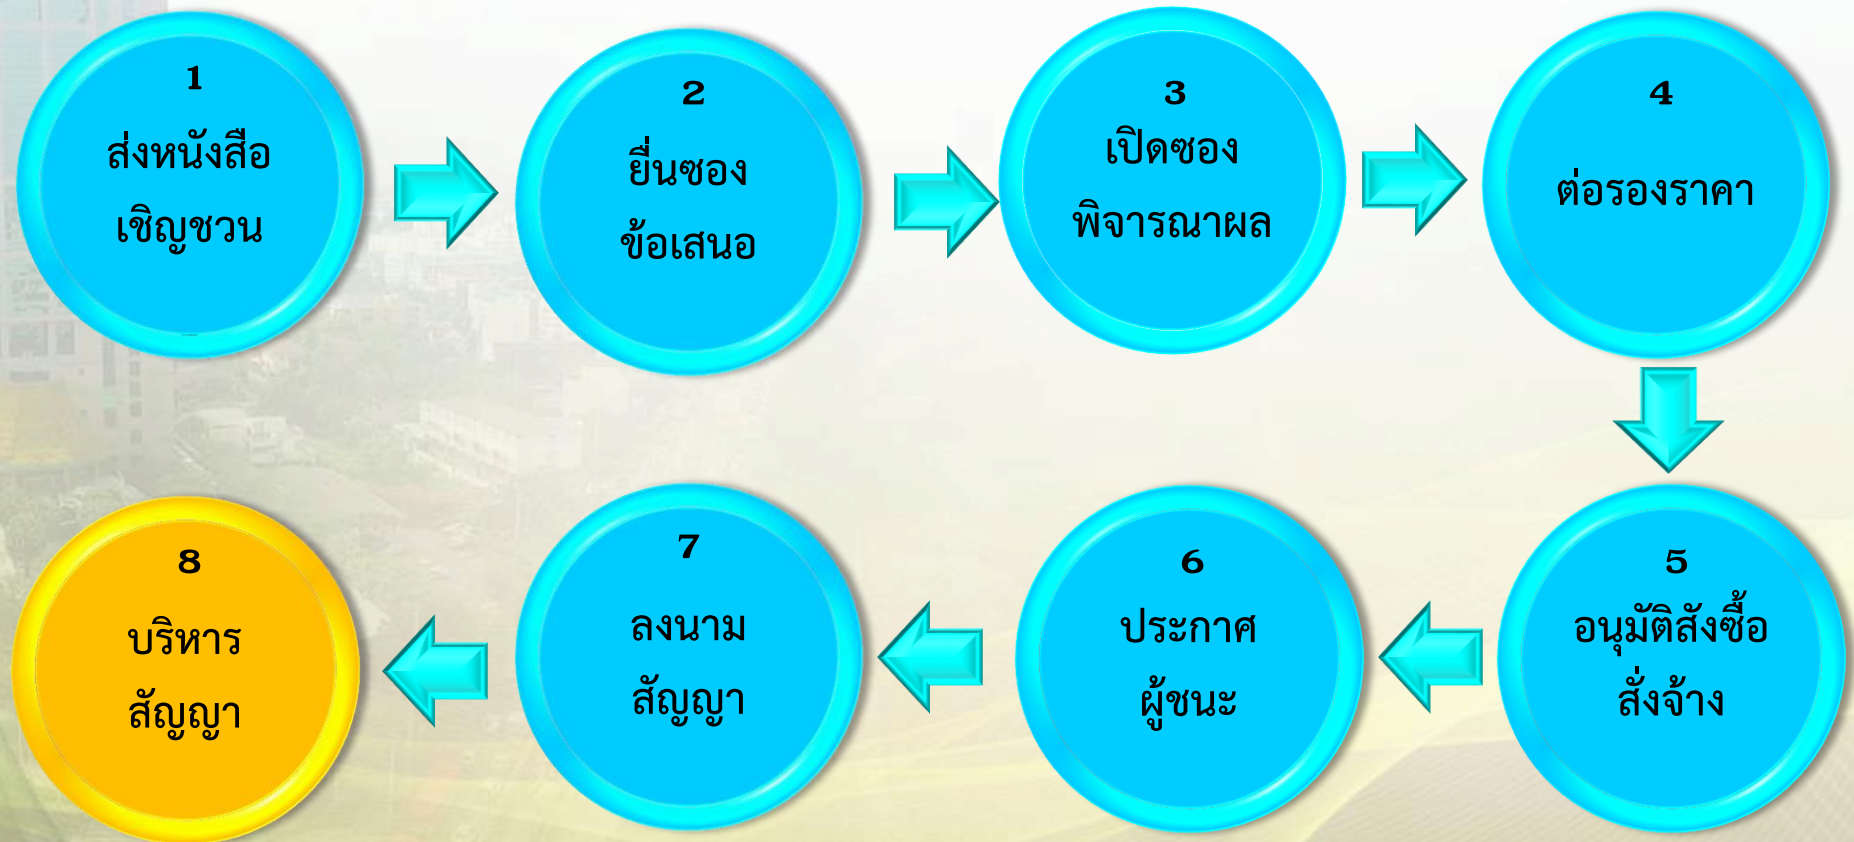 1
ส่งหนังสือ
เชิญชวน
2
ยื่นซอง
ข้อเสนอ
3
เปิดซอง
พิจารณาผล
4
ต่อรองราคา
5
อนุมัติสังซื้อ
สั่งจ้าง
6
ประกาศ
ผู้ชนะ
7
ลงนาม
สัญญา
8
บริหาร
สัญญา